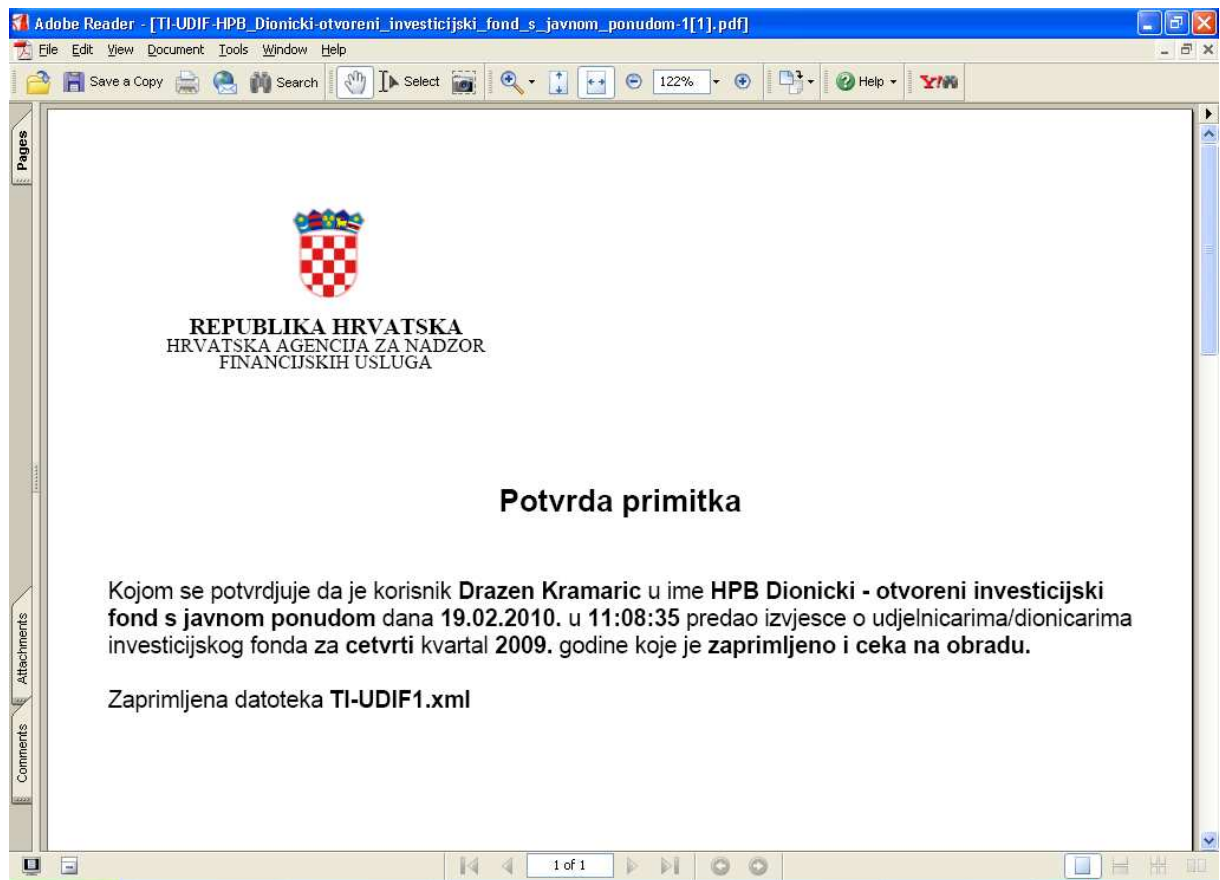 Adobe Reader - [TI-UDIF-HPB_Dionicki-otvoreni_investicijski_fond_s_javnom_ponudom-1[1].pdf]
File Edit View Document Tools Window Help
Save a Copy Search Select 122% Help Y!
Pages
REPUBLIKA HRVATSKA
HRVATSKA AGENCIJA ZA NADZOR
FINANCIJSKIH USLUGA
Potvrda primitka
Kojom se potvrdjuje da je korisnik Drazen Kramaric u ime HPB Dionicki - otvoreni investicijski
fond s javnom ponudom dana 19.02.2010. u 11:08:35 predao izvjesce o udjelnicarima/dionicarima
investicijskog fonda za cetvrti kvartal 2009. godine koje je zaprimljeno i ceka na obradu.
Zaprimljena datoteka TI-UDIF1.xml
Attachments
Comments
1 of 1